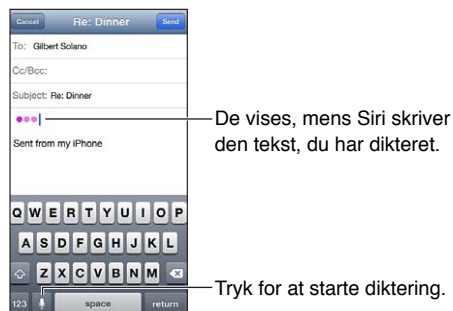 Cancel Re: Dinner Send
To: Gilbert Solano
Cc/Bcc:
Subject: Re: Dinner
De vises, mens Siri skriver
den tekst, du har dikteret.
Sent from my iPhone
Q W E R T Y U I O P
A S D F G H J K L
Z X C V B N M
Tryk for at starte diktering.
123 space return